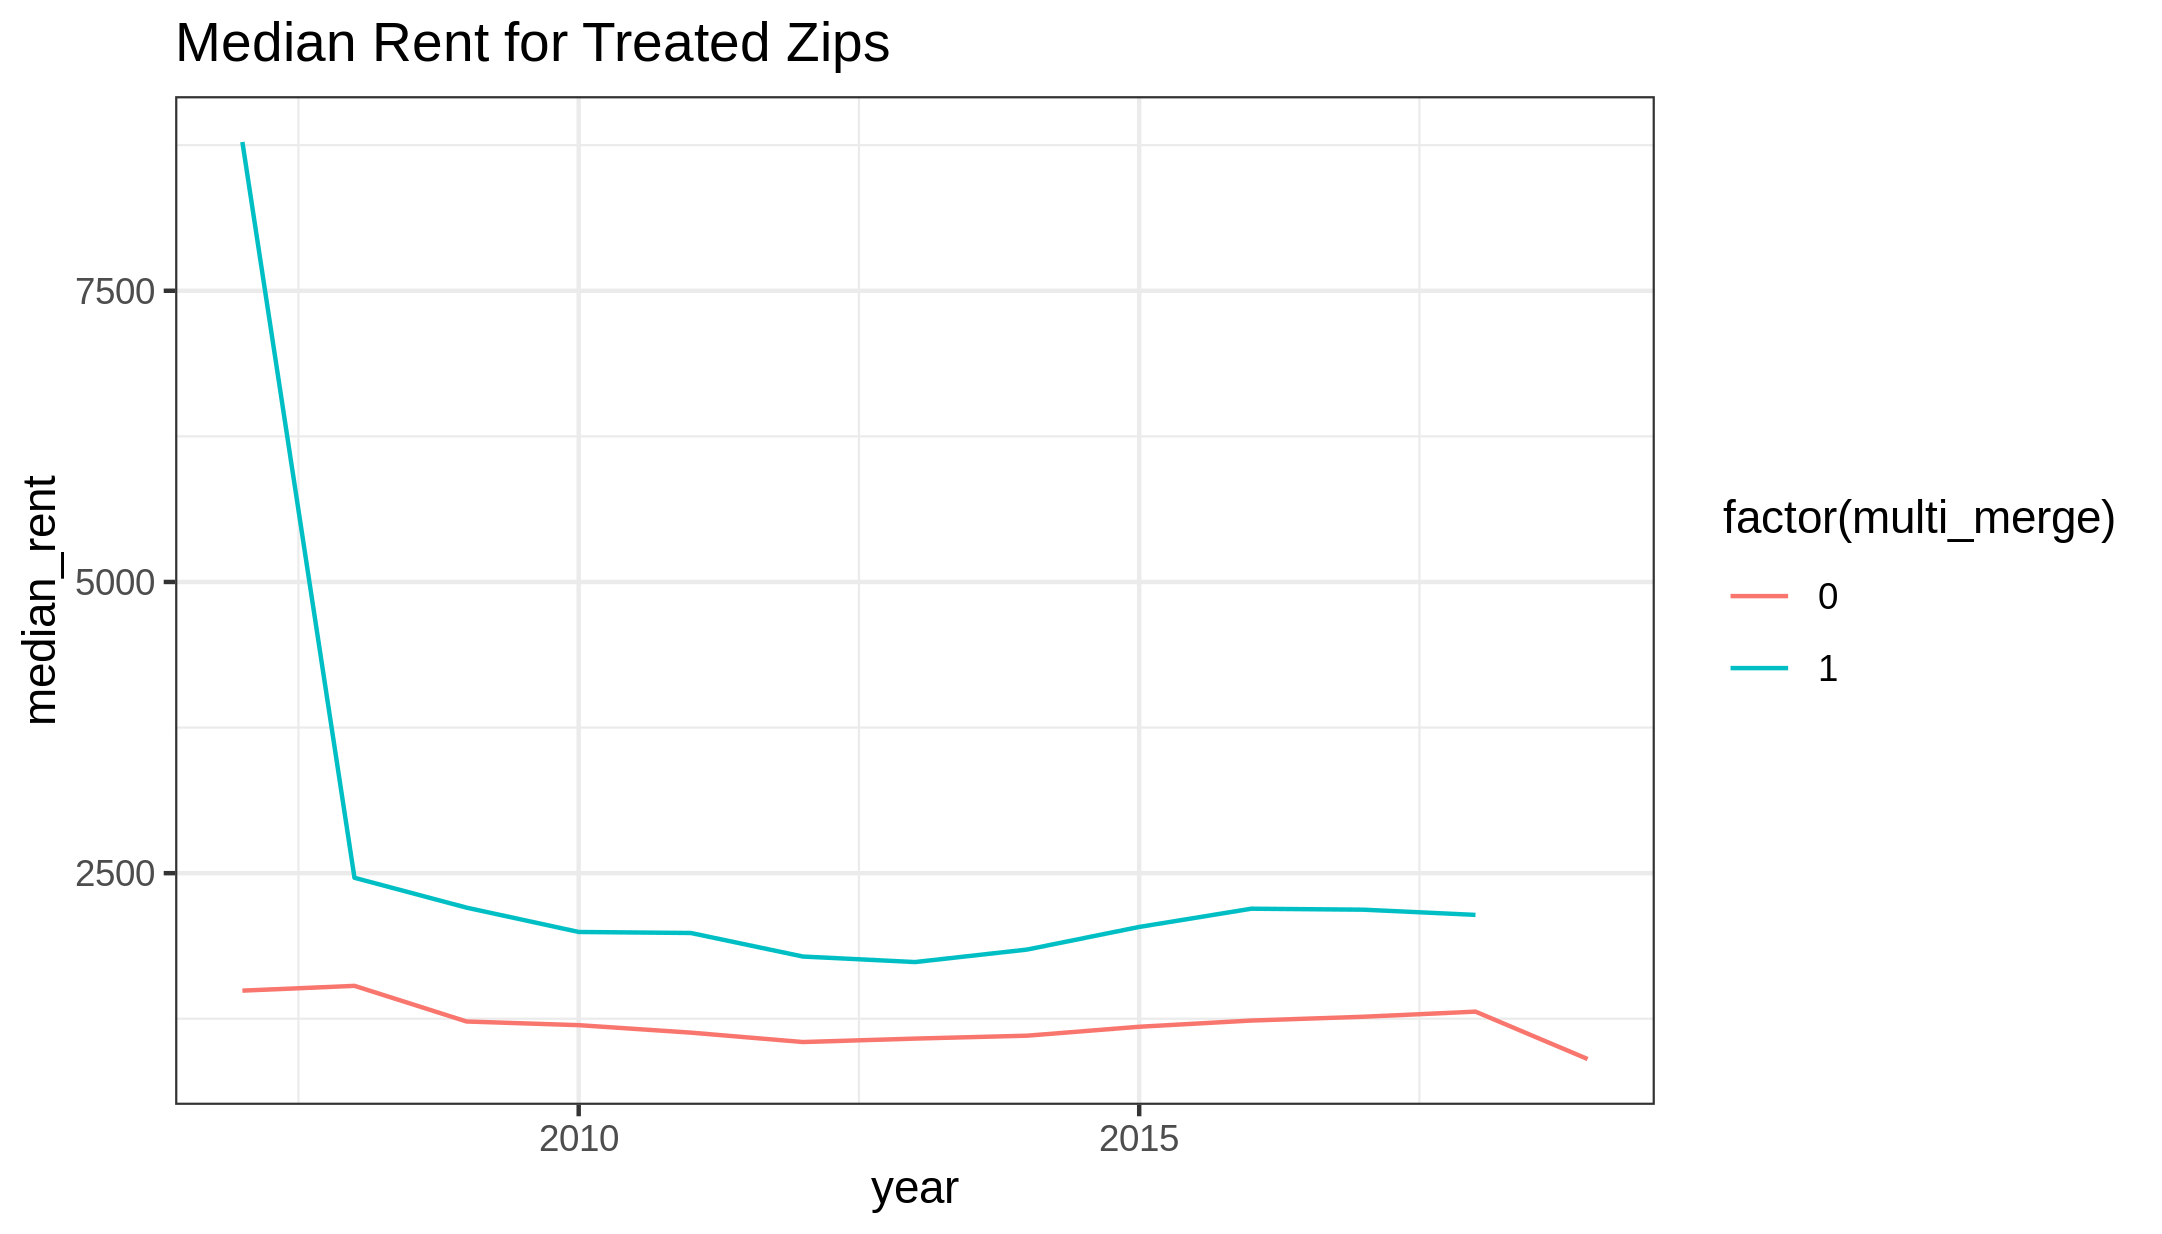 Median Rent for Treated Zips
7500
5000
2500
median_rent
2010
2015
year
factor(multi_merge)
0
1